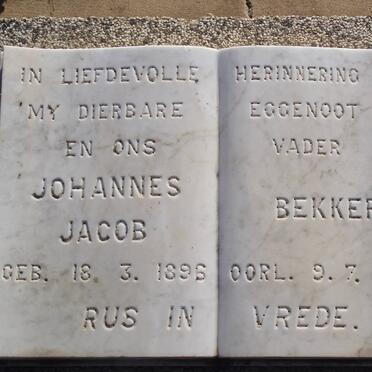 IN LIEFDEVOLLE HERINNERING
MY DIERBARE EGGENOOT
EN ONS VADER
JOHANNES
JACOB BEKKER
GEB. 18 3. 1896 OORL. 9.7.
RUS IN VREDE.